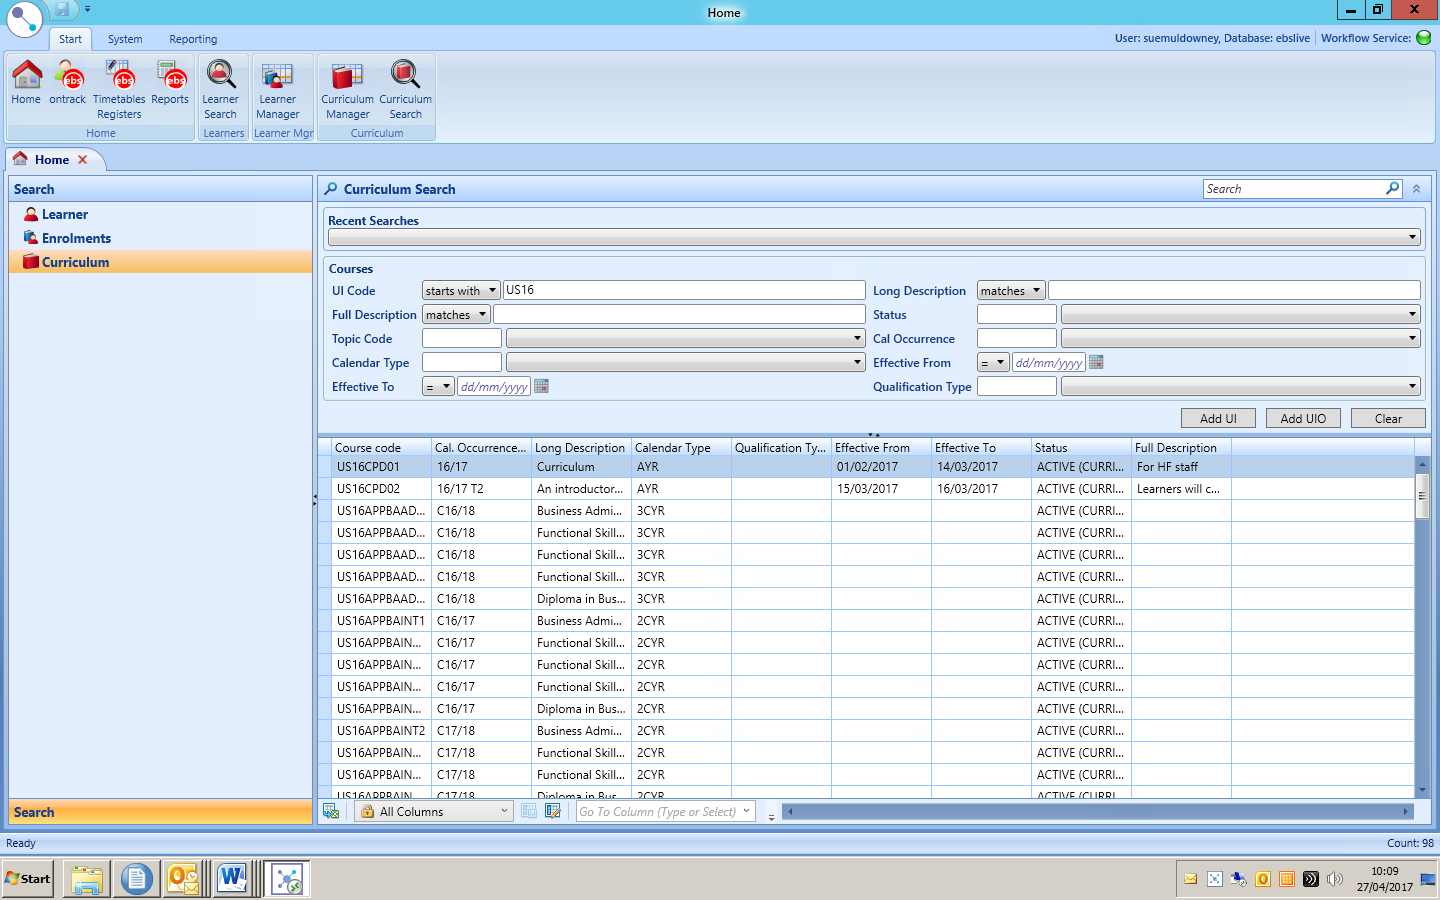 Home
Start System Reporting
User: suemuldowney, Database: ebslive Workflow Service:
Home ontrack Timetables Registers Reports Learner Search Learner Manager Curriculum Manager Curriculum Search
Home Learners Learner Mgr Curriculum
Home
Search
Learner
Enrolments
Curriculum
Search
Curriculum Search Search
Recent Searches
Courses
UI Code starts with US16 Long Description matches
Full Description matches Status
Topic Code Cal Occurrence
Calendar Type Effective From = dd/mm/yyyy
Effective To = dd/mm/yyyy Qualification Type
Add UI Add UIO Clear
Course code Cal. Occurrence... Long Description Calendar Type Qualification Ty... Effective From Effective To Status Full Description
US16CPD01 16/17 Curriculum AYR 01/02/2017 14/03/2017 ACTIVE (CURRI... For HF staff
US16CPD02 16/17 T2 An introductor... AYR 15/03/2017 16/03/2017 ACTIVE (CURRI... Learners will c...
US16APPBAAD... C16/18 Business Admi... 3CYR ACTIVE (CURRI...
US16APPBAAD... C16/18 Functional Skill... 3CYR ACTIVE (CURRI...
US16APPBAAD... C16/18 Functional Skill... 3CYR ACTIVE (CURRI...
US16APPBAAD... C16/18 Functional Skill... 3CYR ACTIVE (CURRI...
US16APPBAAD... C16/18 Diploma in Bus... 3CYR ACTIVE (CURRI...
US16APPBAINT1 C16/17 Business Admi... 2CYR ACTIVE (CURRI...
US16APPBAIN... C16/17 Functional Skill... 2CYR ACTIVE (CURRI...
US16APPBAIN... C16/17 Functional Skill... 2CYR ACTIVE (CURRI...
US16APPBAIN... C16/17 Functional Skill... 2CYR ACTIVE (CURRI...
US16APPBAIN... C16/17 Diploma in Bus... 2CYR ACTIVE (CURRI...
US16APPBAINT2 C17/18 Business Admi... 2CYR ACTIVE (CURRI...
US16APPBAIN... C17/18 Functional Skill... 2CYR ACTIVE (CURRI...
US16APPBAIN... C17/18 Functional Skill... 2CYR ACTIVE (CURRI...
US16APPBAIN... C17/18 Diploma in Bus... 2CYR ACTIVE (CURRI...
All Columns Go To Column (Type or Select)
Ready Count: 98
Start 10:09
27/04/2017